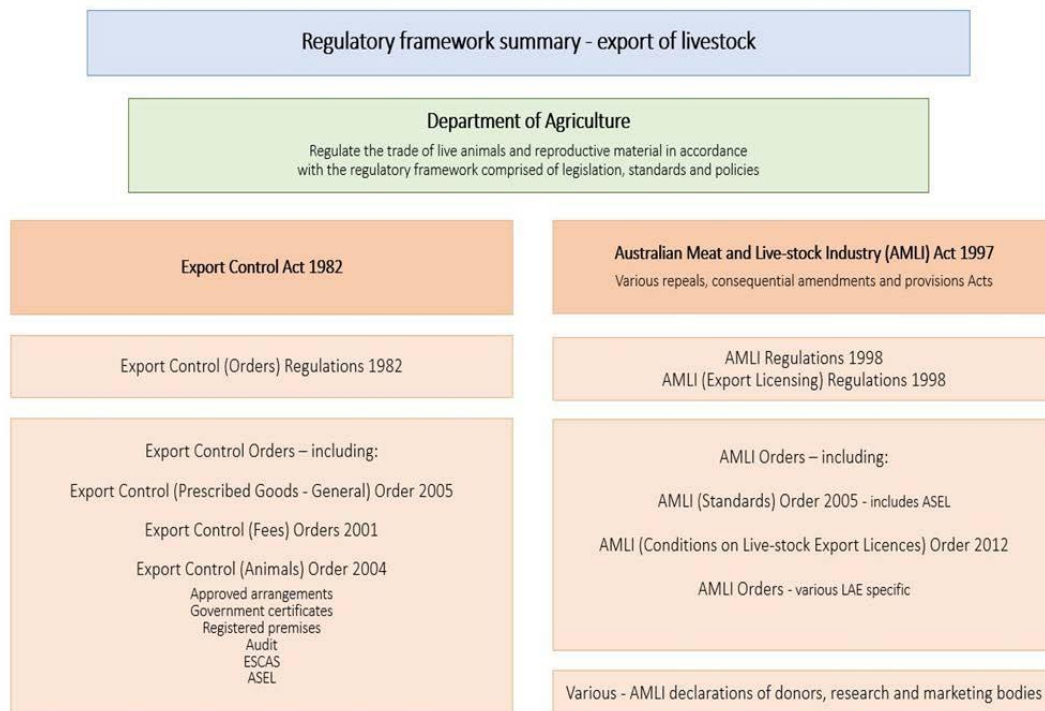 Regulatory framework summary - export of livestock
Department of Agriculture
Regulate the trade of live animals and reproductive material in accordance
with the regulatory framework comprised of legislation, standards and policies
Export Control Act 1982
Export Control (Orders) Regulations 1982
Export Control Orders – including:
Export Control (Prescribed Goods - General) Order 2005
Export Control (Fees) Orders 2001
Export Control (Animals) Order 2004
Approved arrangements
Government certificates
Registered premises
Audit
ESCAS
ASEL
Australian Meat and Live-stock Industry (AMLI) Act 1997
Various repeals, consequential amendments and provisions Acts
AMLI Regulations 1998
AMLI (Export Licensing) Regulations 1998
AMLI Orders – including:
AMLI (Standards) Order 2005 - includes ASEL
AMLI (Conditions on Live-stock Export Licences) Order 2012
AMLI Orders - various LAE specific
Various - AMLI declarations of donors, research and marketing bodies